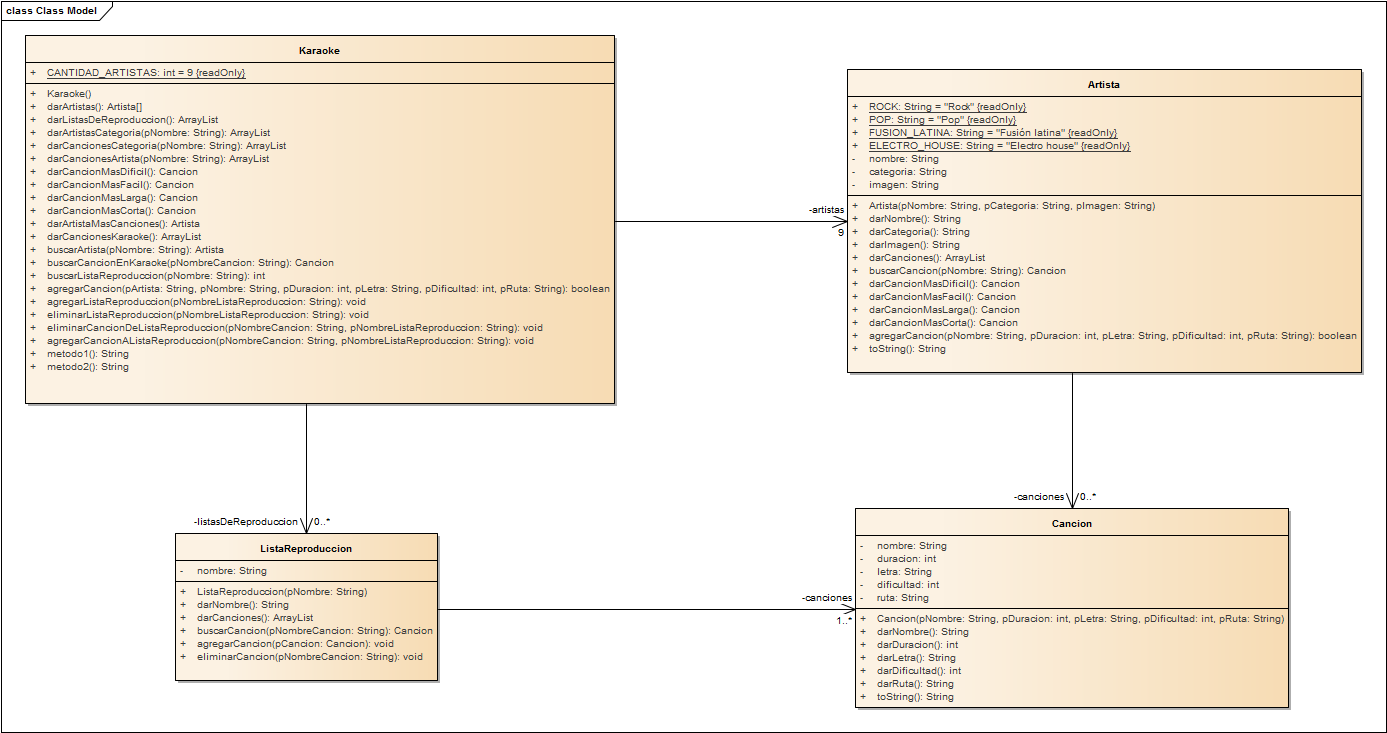 class Class Model
Karaoke
+ CANTIDAD_ARTISTAS: int = 9 {readOnly}
+ Karaoke()
+ darArtistas(): Artista[]
+ darListasDeReproduccion(): ArrayList
+ darArtistasCategoria(pNombre: String): ArrayList
+ darCancionesCategoria(pNombre: String): ArrayList
+ darCancionesArtista(pNombre: String): ArrayList
+ darCancionMasDificil(): Cancion
+ darCancionMasFacil(): Cancion
+ darCancionMasLarga(): Cancion
+ darCancionMasCorta(): Cancion
+ darArtistaMasCanciones(): Artista
+ darCancionesKaraoke(): ArrayList
+ buscarArtista(pNombre: String): Artista
+ buscarCancionEnKaraoke(pNombreCancion: String): Cancion
+ buscarListaReproduccion(pNombre: String): int
+ agregarCancion(pArtista: String, pNombre: String, pDuracion: int, pLetra: String, pDificultad: int, pRuta: String): boolean
+ agregarListaReproduccion(pNombreListaReproduccion: String): void
+ eliminarListaReproduccion(pNombreListaReproduccion: String): void
+ eliminarCancionDeListaReproduccion(pNombreCancion: String, pNombreListaReproduccion: String): void
+ agregarCancionAListaReproduccion(pNombreCancion: String, pNombreListaReproduccion: String): void
+ metodo1(): String
+ metodo2(): String
-artistas
9
Artista
+ ROCK: String = "Rock" {readOnly}
+ POP: String = "Pop" {readOnly}
+ FUSION_LATINA: String = "Fusión latina" {readOnly}
+ ELECTRO_HOUSE: String = "Electro house" {readOnly}
- nombre: String
- categoria: String
- imagen: String
+ Artista(pNombre: String, pCategoria: String, pImagen: String)
+ darNombre(): String
+ darCategoria(): String
+ darImagen(): String
+ darCanciones(): ArrayList
+ buscarCancion(pNombre: String): Cancion
+ darCancionMasDificil(): Cancion
+ darCancionMasFacil(): Cancion
+ darCancionMasLarga(): Cancion
+ darCancionMasCorta(): Cancion
+ agregarCancion(pNombre: String, pDuracion: int, pLetra: String, pDificultad: int, pRuta: String): boolean
+ toString(): String
-listasDeReproduccion 0..*
ListaReproduccion
- nombre: String
+ ListaReproduccion(pNombre: String)
+ darNombre(): String
+ darCanciones(): ArrayList
+ buscarCancion(pNombreCancion: String): Cancion
+ agregarCancion(pCancion: Cancion): void
+ eliminarCancion(pNombreCancion: String): void
-canciones
1..*
-canciones 0..*
Cancion
- nombre: String
- duracion: int
- letra: String
- dificultad: int
- ruta: String
+ Cancion(pNombre: String, pDuracion: int, pLetra: String, pDificultad: int, pRuta: String)
+ darNombre(): String
+ darDuracion(): int
+ darLetra(): String
+ darDificultad(): int
+ darRuta(): String
+ toString(): String